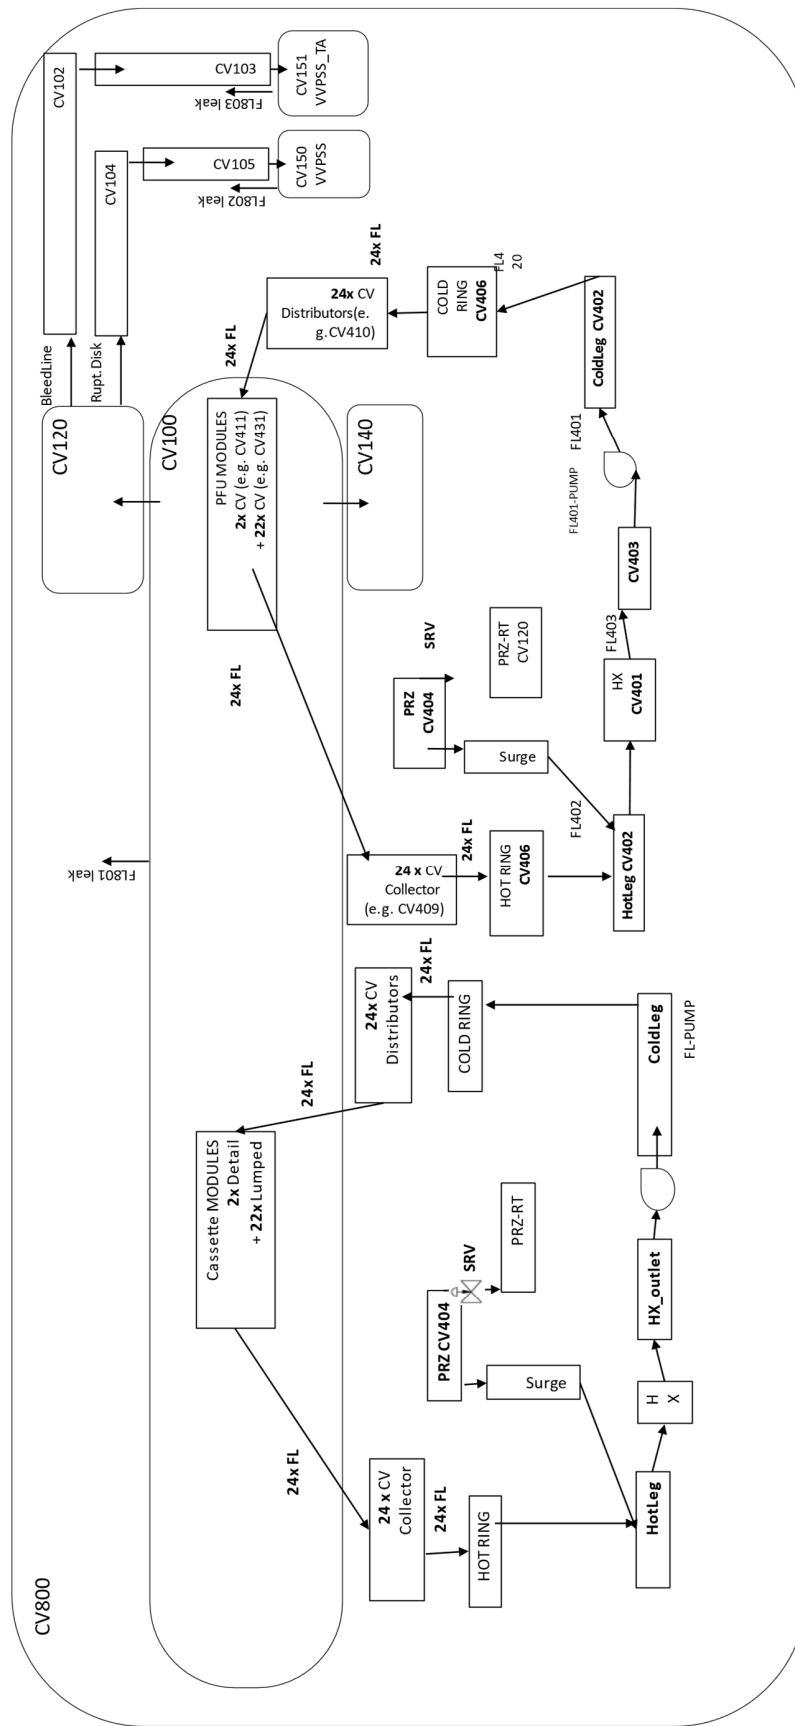 CV800
CV102
CV103
CV151
VVPSS_TA
FL803 leak
CV104
CV105
CV150
VVPSS
FL802 leak
BleedLine
Rupt.Disk
CV120
CV100
CV140
FL801 leak
24x FL
24x CV
Distributors(e.
g.CV410)
24x FL
COLD
RING
CV406
FL4
20
ColdLeg CV402
FL401
FL401-PUMP
CV403
FL403
HX
CV401
PFU MODULES
2x CV (e.g. CV411)
+ 22x CV (e.g. CV431)
24x FL
SRV
PRZ
CV404
PRZ-RT
CV120
Surge
FL402
24 x CV
Collector
(e.g. CV409)
24x FL
HOT RING
CV406
HotLeg CV402
Cassette MODULES
2x Detail
+ 22x Lumped
24x FL
24x CV
Distributors
24x FL
COLD RING
ColdLeg
FL-PUMP
HX_outlet
H
X
PRZ CV404
SRV
PRZ-RT
Surge
24x FL
24 x CV
Collector
24x FL
HOT RING
HotLeg